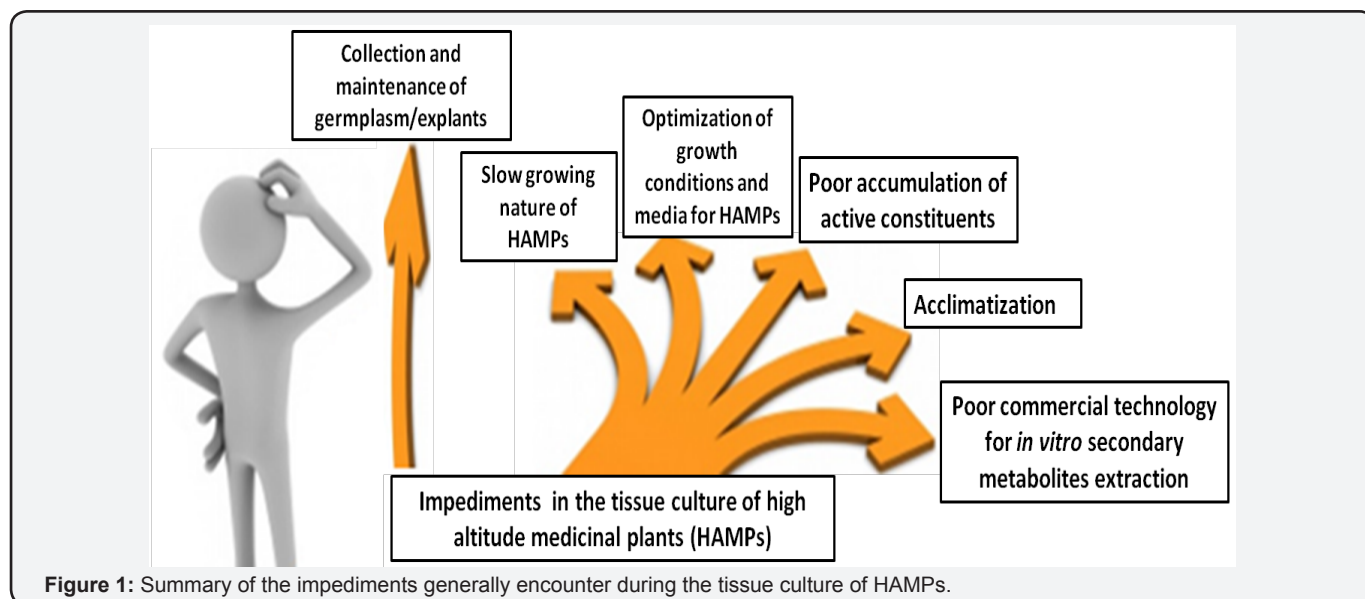 Collection and
maintenance of
germplasm/explants
Slow growing
nature of
HAMPs
Optimization of
growth
conditions and
media for HAMPs
Poor accumulation of
active constituents
Acclimatization
Poor commercial technology
for in vitro secondary
metabolites extraction
Impediments in the tissue culture of high
altitude medicinal plants (HAMPs)
Figure 1: Summary of the impediments generally encounter during the tissue culture of HAMPs.